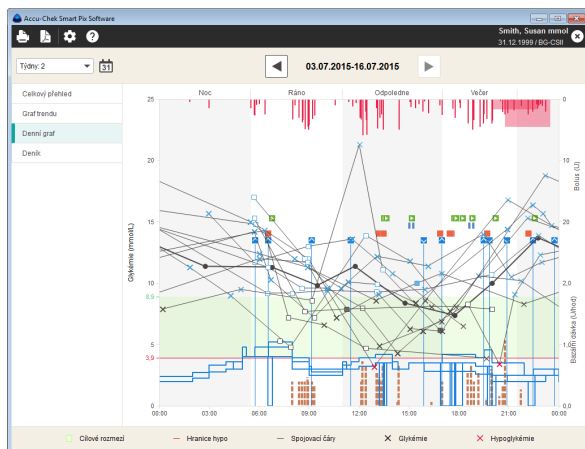 Accu-Chek Smart Pix Software
Smith, Susan mmol
31.12.1999 / BG-CSII
Týdny: 2
31
03.07.2015-16.07.2015
Celkový přehled
Graf trendu
Denní graf
Deník
Noc Ráno Odpoledne Večer
Glykémie (mmol/L)
25
20
15
10
8,9
5
3,9
0
Bolus (U)
0
10
2,0
1,0
0,0
Bazální dávka (U/hod)
00:00 03:00 06:00 09:00 12:00 15:00 18:00 21:00 00:00
Cílové rozmezí Hranice hypo Spojovací čáry Glykémie Hypoglykémie